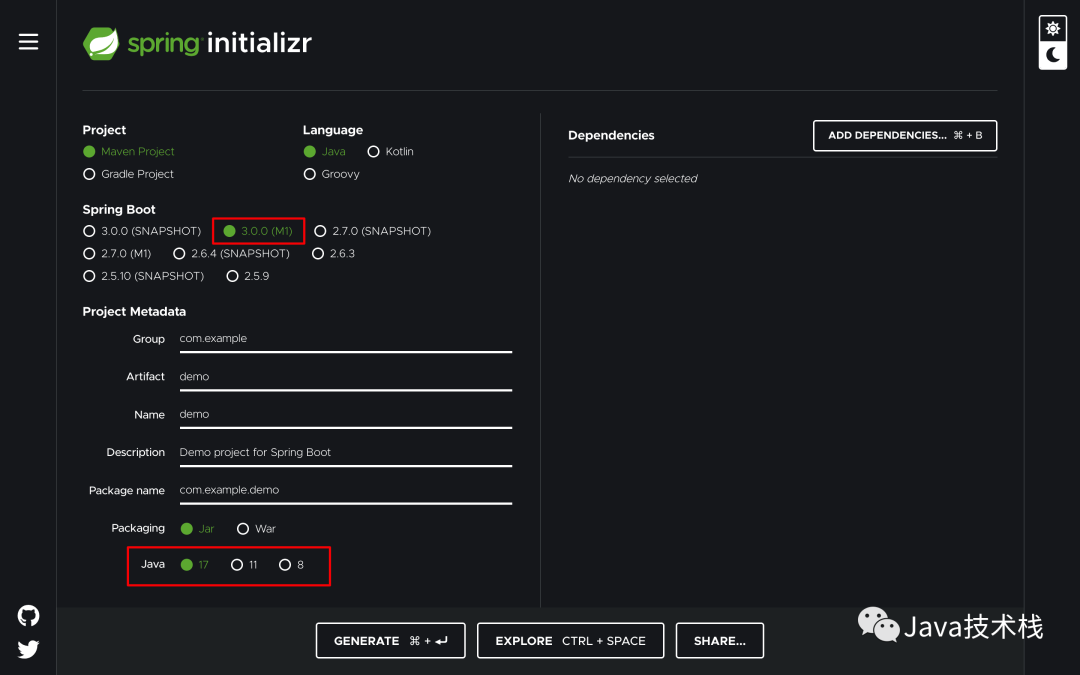 spring initializr
Project
Maven Project
Gradle Project
Language
Java Kotlin
Groovy
Spring Boot
3.0.0 (SNAPSHOT) 3.0.0 (M1) 2.7.0 (SNAPSHOT)
2.7.0 (M1) 2.6.4 (SNAPSHOT) 2.6.3
2.5.10 (SNAPSHOT) 2.5.9
Project Metadata
Group com.example
Artifact demo
Name demo
Description Demo project for Spring Boot
Package name com.example.demo
Packaging Jar War
Java 17 11 8
Dependencies
ADD DEPENDENCIES... ⌘ + B
No dependency selected
GENERATE ⌘ + ↵
EXPLORE CTRL + SPACE
SHARE...
Java技术栈